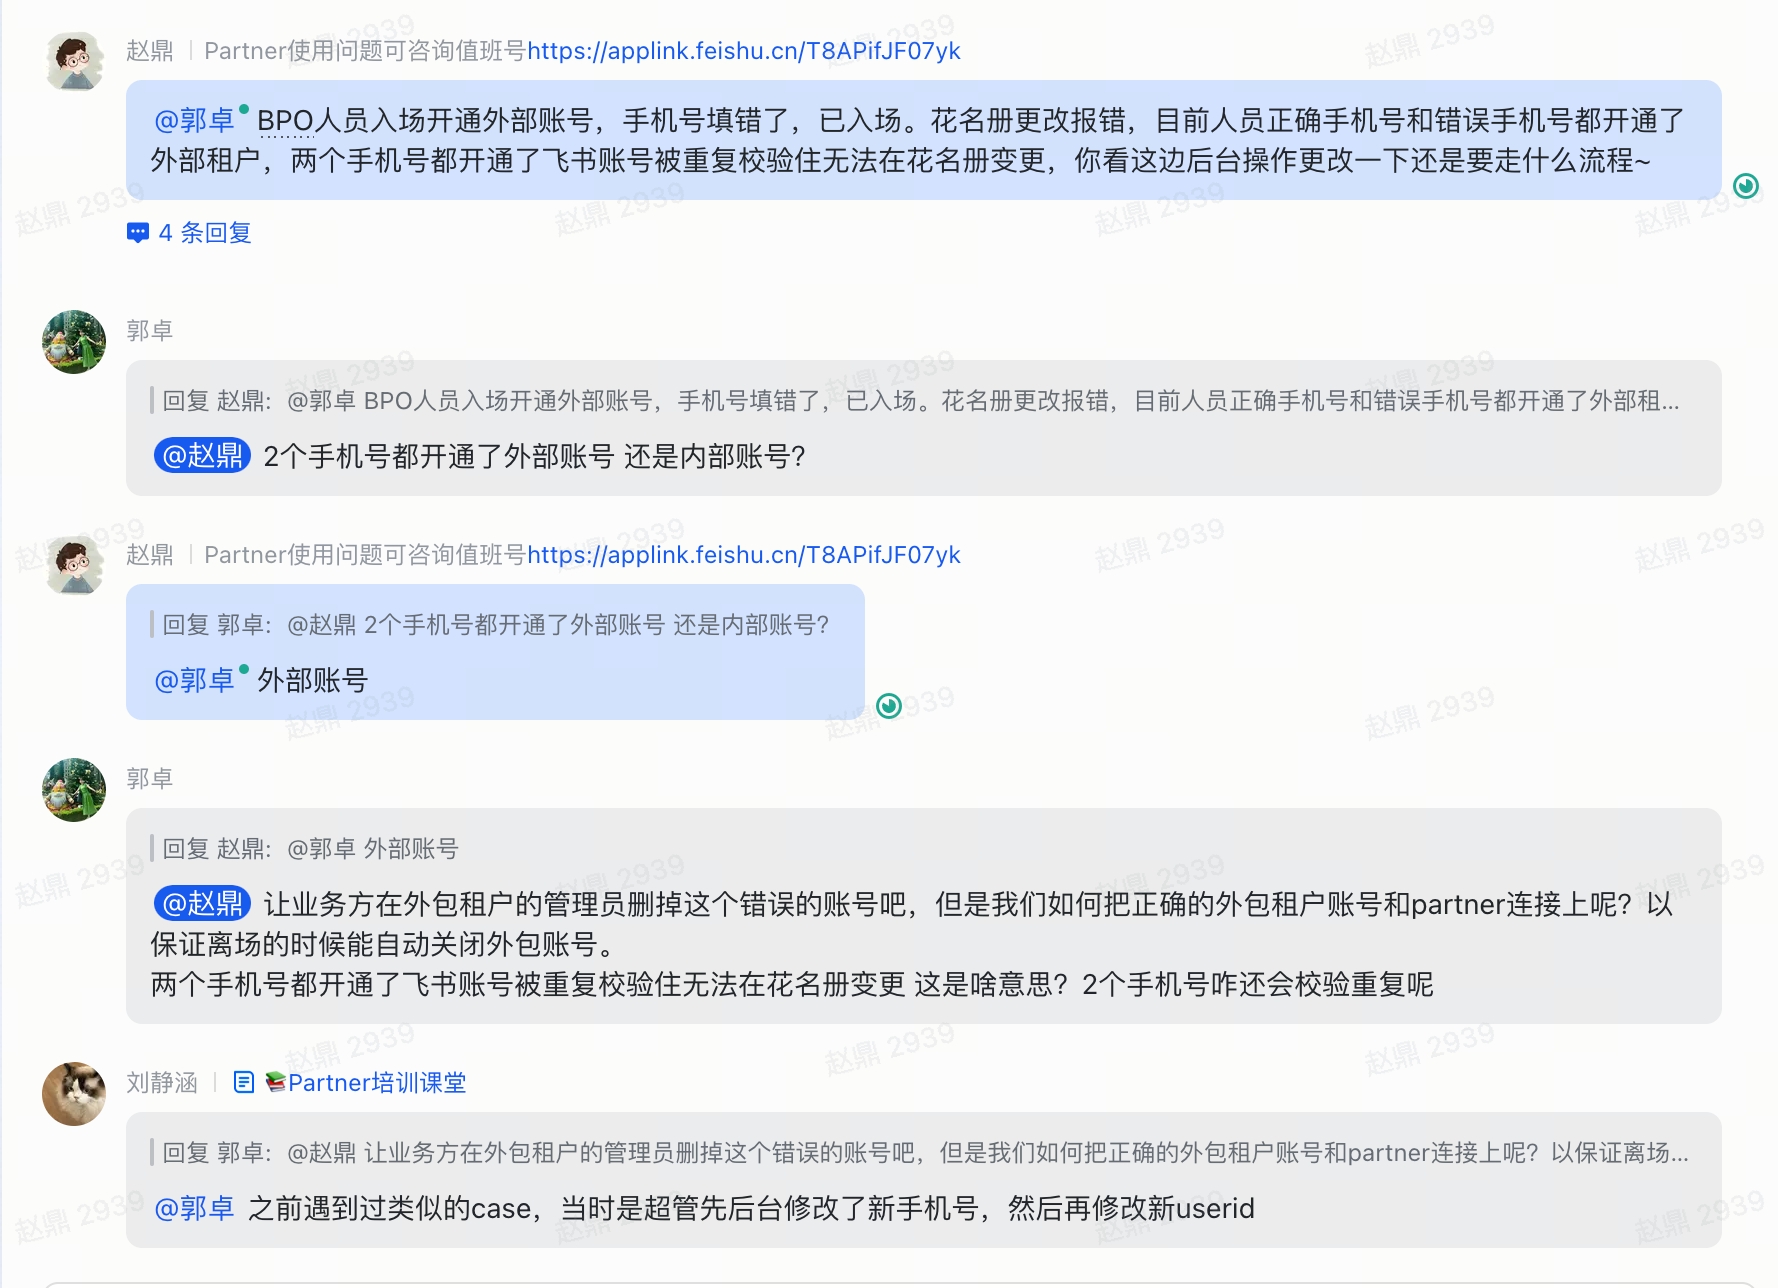 赵鼎 | Partner使用问题可咨询值班号https://applink.feishu.cn/T8APifJF07yk
@郭卓 BPO人员入场开通外部账号，手机号填错了，已入场。花名册更改报错，目前人员正确手机号和错误手机号都开通了
外部租户，两个手机号都开通了飞书账号被重复校验住无法在花名册变更，你看这边后台操作更改一下还是要走什么流程~
4 条回复
郭卓
回复 赵鼎: @郭卓 BPO人员入场开通外部账号，手机号填错了，已入场。花名册更改报错，目前人员正确手机号和错误手机号都开通了外部租...
@赵鼎 2个手机号都开通了外部账号 还是内部账号?
赵鼎 | Partner使用问题可咨询值班号https://applink.feishu.cn/T8APifJF07yk
回复 郭卓: @赵鼎 2个手机号都开通了外部账号 还是内部账号?
@郭卓 外部账号
郭卓
回复 赵鼎: @郭卓 外部账号
@赵鼎 让业务方在外包租户的管理员删掉这个错误的账号吧，但是我们如何把正确的外包租户账号和partner连接上呢？以
保证离场的时候能自动关闭外包账号。
两个手机号都开通了飞书账号被重复校验住无法在花名册变更 这是啥意思？2个手机号咋还会校验重复呢
刘静涵 | Partner培训课堂
回复 郭卓: @赵鼎 让业务方在外包租户的管理员删掉这个错误的账号吧，但是我们如何把正确的外包租户账号和partner连接上呢？以保证离场...
@郭卓 之前遇到过类似的case，当时是超管先后台修改了新手机号，然后再修改新userid
赵鼎 2939